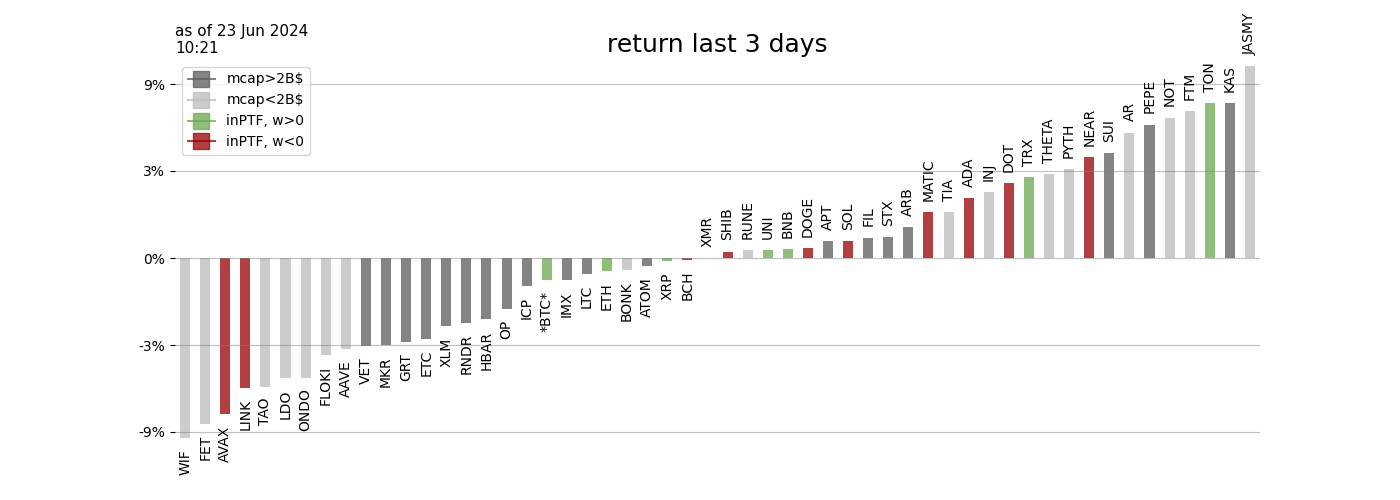 as of 23 Jun 2024
10:21
return last 3 days
mcap>2B$
mcap<2B$
inPTF, w>0
inPTF, w<0
9%
3%
0%
-3%
-9%
WIF
FET
AVAX
LINK
TAO
LDO
ONDO
FLOKI
AAVE
VET
MKR
GRT
ETC
XLM
RNDR
HBAR
OP
ICP
*BTC*
IMX
LTC
ETH
BONK
ATOM
XRP
BCH
XMR
SHIB
RUNE
UNI
BNB
DOGE
APT
SOL
FIL
STX
ARB
MATIC
TIA
ADA
INJ
DOT
TRX
THETA
PYTH
NEAR
SUI
AR
PEPE
NOT
FTM
TON
KAS
JASMY